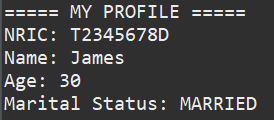 ===== MY PROFILE =====
NRIC: T2345678D
Name: James
Age: 30
Marital Status: MARRIED